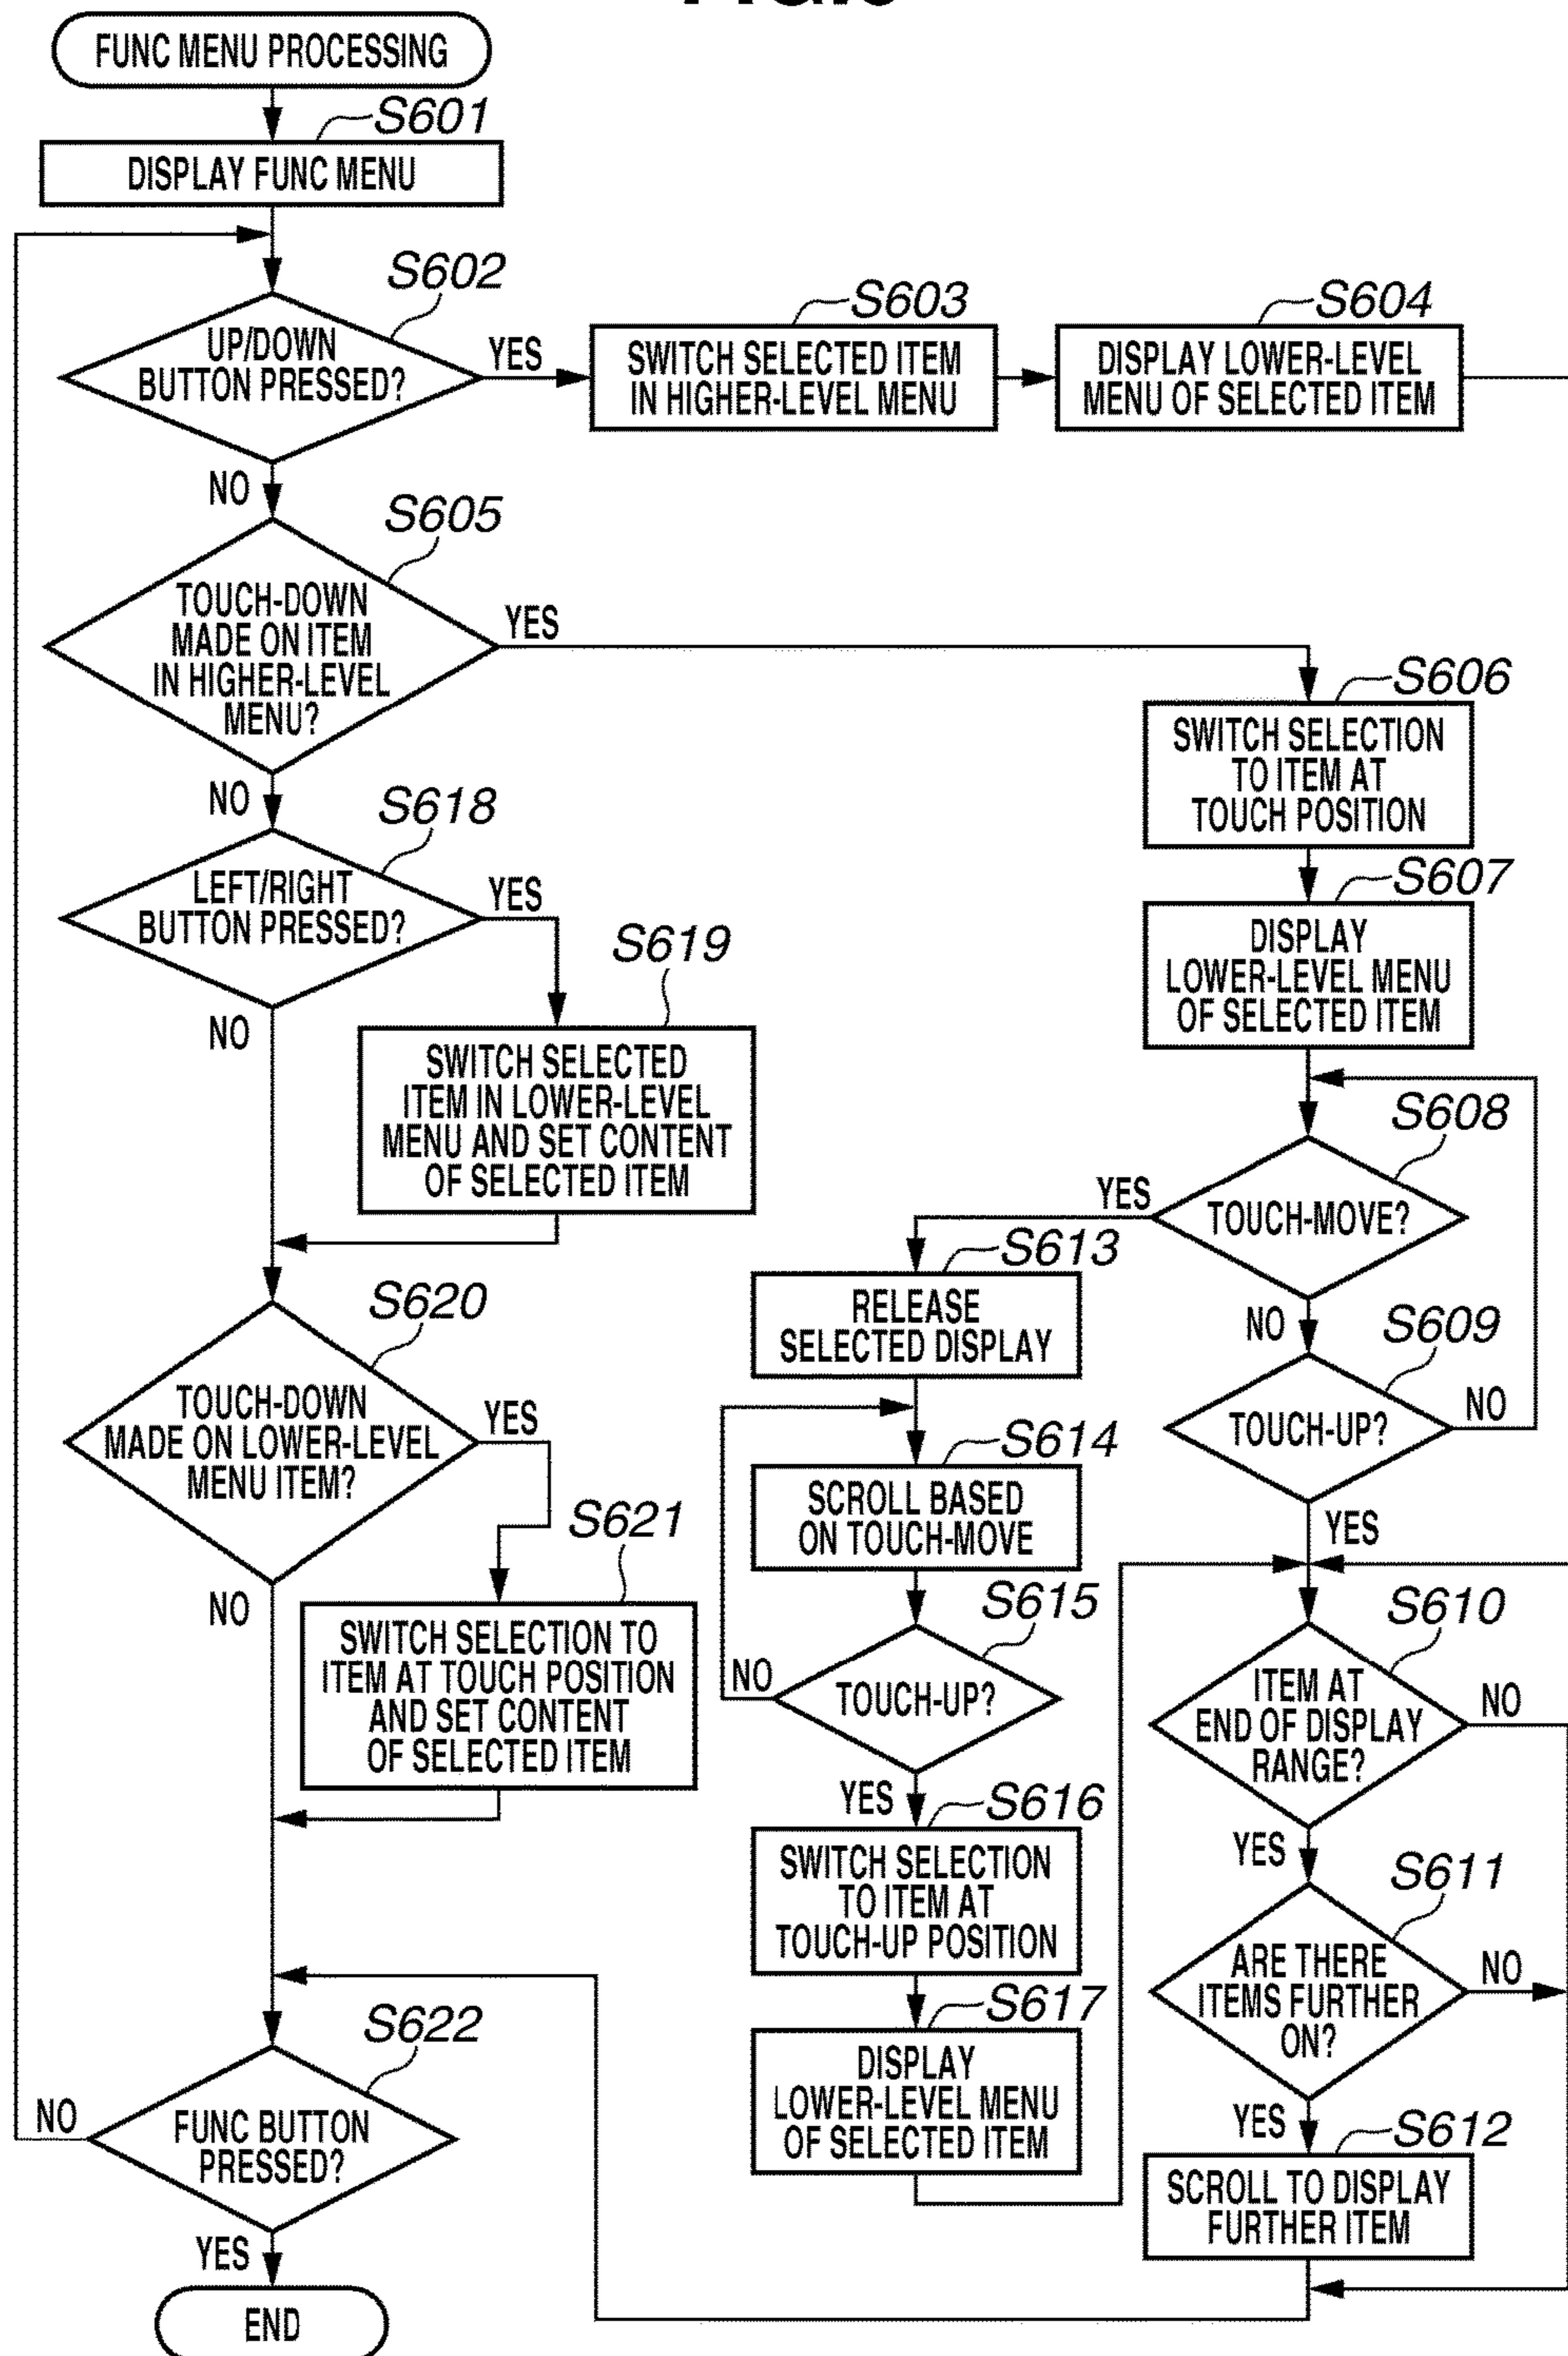 FUNC MENU PROCESSING
S601
DISPLAY FUNC MENU
S602
UP/DOWN
BUTTON PRESSED?
YES
NO
S603
SWITCH SELECTED ITEM
IN HIGHER-LEVEL MENU
S604
DISPLAY LOWER-LEVEL
MENU OF SELECTED ITEM
S605
TOUCH-DOWN
MADE ON ITEM
IN HIGHER-LEVEL
MENU?
YES
NO
S606
SWITCH SELECTION
TO ITEM AT
TOUCH POSITION
S607
DISPLAY
LOWER-LEVEL MENU
OF SELECTED ITEM
S608
TOUCH-MOVE?
YES
NO
S609
TOUCH-UP?
NO
YES
S610
ITEM AT
END OF DISPLAY
RANGE?
NO
YES
S611
ARE THERE
ITEMS FURTHER
ON?
NO
YES
S612
SCROLL TO DISPLAY
FURTHER ITEM
S613
RELEASE
SELECTED DISPLAY
S614
SCROLL BASED
ON TOUCH-MOVE
S615
TOUCH-UP?
NO
YES
S616
SWITCH SELECTION
TO ITEM AT
TOUCH-UP POSITION
S617
DISPLAY
LOWER-LEVEL MENU
OF SELECTED ITEM
S618
LEFT/RIGHT
BUTTON PRESSED?
YES
NO
S619
SWITCH SELECTED
ITEM IN LOWER-LEVEL
MENU AND SET CONTENT
OF SELECTED ITEM
S620
TOUCH-DOWN
MADE ON LOWER-LEVEL
MENU ITEM?
YES
NO
S621
SWITCH SELECTION TO
ITEM AT TOUCH POSITION
AND SET CONTENT
OF SELECTED ITEM
S622
FUNC BUTTON
PRESSED?
NO
YES
END